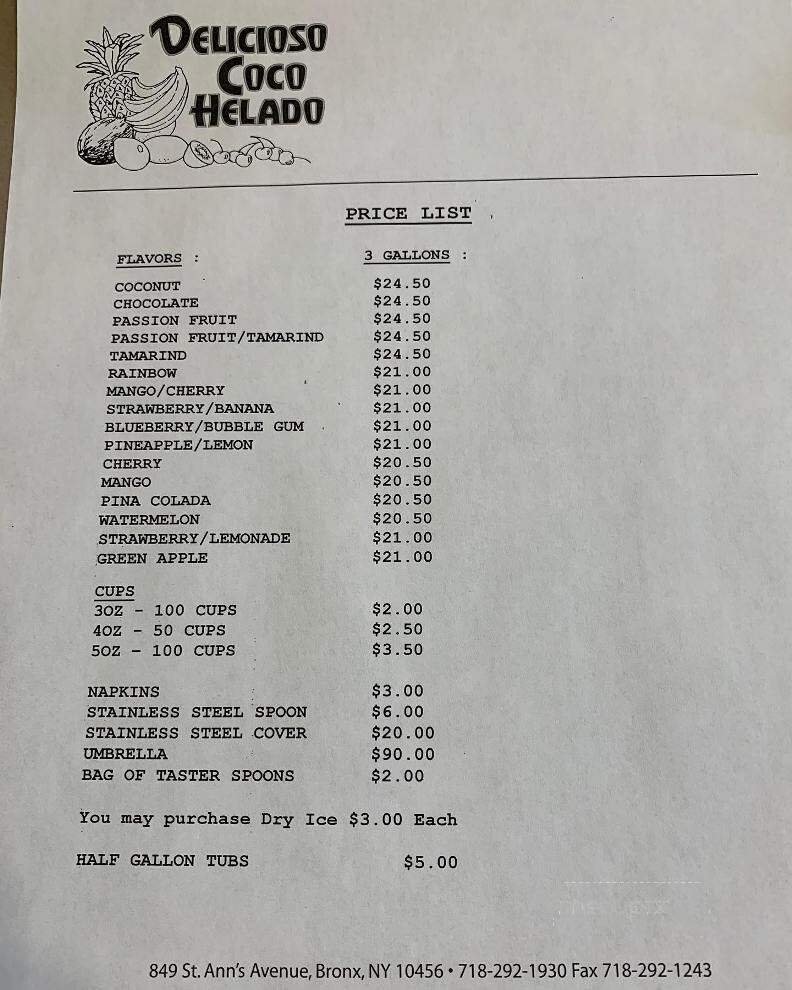 DELICIOSO
COCO
HELADO
PRICE LIST
FLAVORS : 3 GALLONS :
COCONUT $24.50
CHOCOLATE $24.50
PASSION FRUIT $24.50
PASSION FRUIT/TAMARIND $24.50
TAMARIND $24.50
RAINBOW $21.00
MANGO/CHERRY $21.00
STRAWBERRY/BANANA $21.00
BLUEBERRY/BUBBLE GUM $21.00
PINEAPPLE/LEMON $21.00
CHERRY $20.50
MANGO $20.50
PINA COLADA $20.50
WATERMELON $20.50
STRAWBERRY/LEMONADE $21.00
GREEN APPLE $21.00
CUPS
3OZ - 100 CUPS $2.00
4OZ - 50 CUPS $2.50
5OZ - 100 CUPS $3.50
NAPKINS $3.00
STAINLESS STEEL SPOON $6.00
STAINLESS STEEL COVER $20.00
UMBRELLA $90.00
BAG OF TASTER SPOONS $2.00
You may purchase Dry Ice $3.00 Each
HALF GALLON TUBS $5.00
849 St. Ann's Avenue, Bronx, NY 10456 • 718-292-1930 Fax 718-292-1243